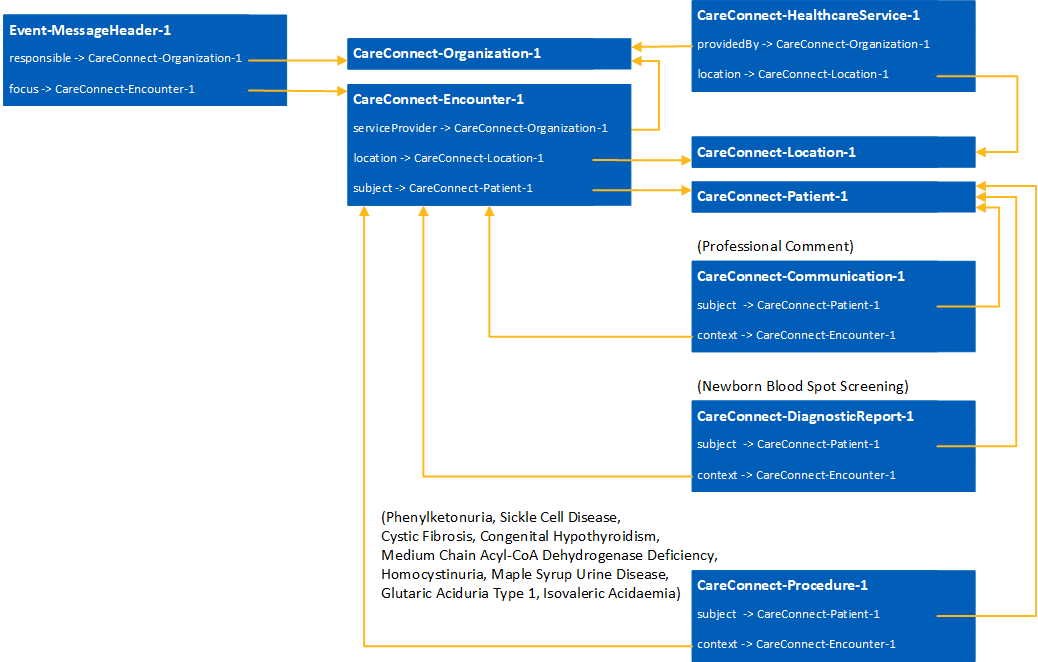 Event-MessageHeader-1
responsible -> CareConnect-Organization-1
focus -> CareConnect-Encounter-1
CareConnect-Organization-1
CareConnect-Encounter-1
serviceProvider -> CareConnect-Organization-1
location -> CareConnect-Location-1
subject -> CareConnect-Patient-1
CareConnect-HealthcareService-1
providedBy -> CareConnect-Organization-1
location -> CareConnect-Location-1
CareConnect-Location-1
CareConnect-Patient-1
(Professional Comment)
CareConnect-Communication-1
subject -> CareConnect-Patient-1
context -> CareConnect-Encounter-1
(Newborn Blood Spot Screening)
CareConnect-DiagnosticReport-1
subject -> CareConnect-Patient-1
context -> CareConnect-Encounter-1
(Phenylketonuria, Sickle Cell Disease,
Cystic Fibrosis, Congenital Hypothyroidism,
Medium Chain Acyl-CoA Dehydrogenase Deficiency,
Homocystinuria, Maple Syrup Urine Disease,
Glutaric Aciduria Type 1, Isovaleric Acidaemia)
CareConnect-Procedure-1
subject -> CareConnect-Patient-1
context -> CareConnect-Encounter-1